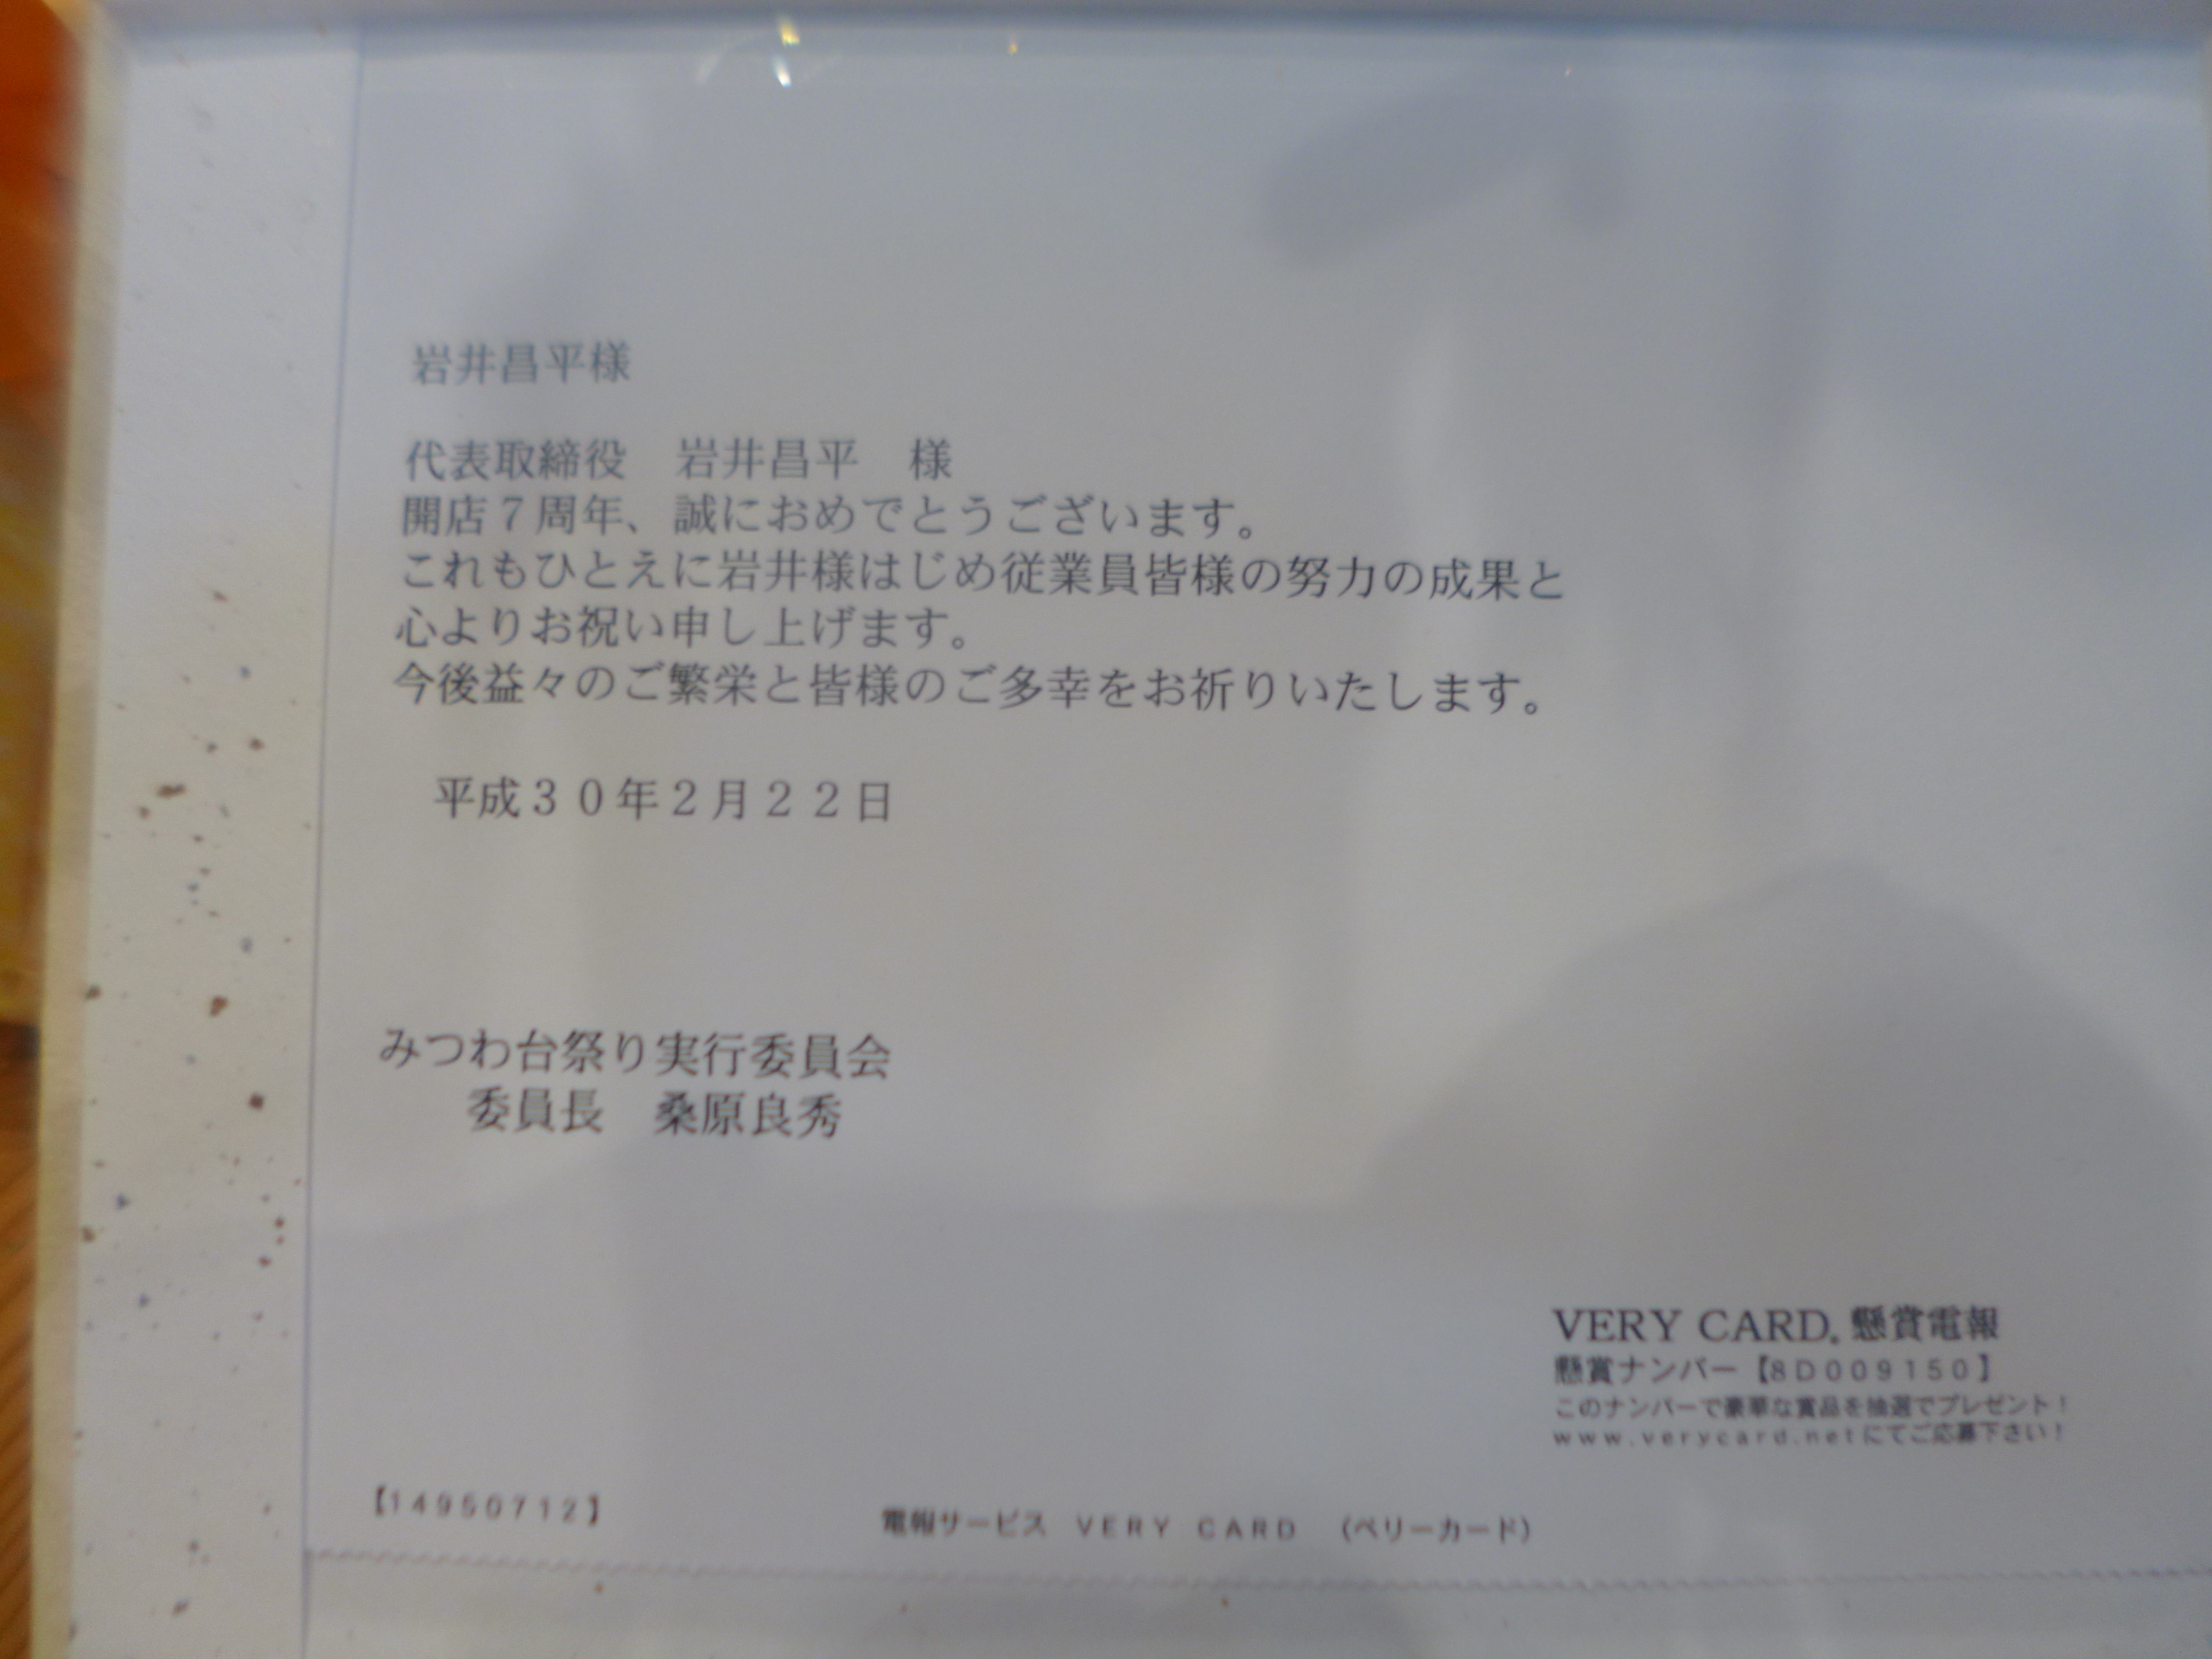 岩井昌平様
代表取締役　岩井昌平　様
開店７周年、誠におめでとうございます。
これもひとえに岩井様はじめ従業員皆様の努力の成果と
心よりお祝い申し上げます。
今後益々のご繁栄と皆様のご多幸をお祈りいたします。
平成３０年２月２２日
みつわ台祭り実行委員会
委員長　桑原良秀
VERY CARD. 懸賞電報
懸賞ナンバー【8D009150】
このナンバーで豪華な賞品を抽選でプレゼント！
www.verycard.netにてご応募下さい！
【14950712】
電報サービス　VERY CARD　（ベリーカード）